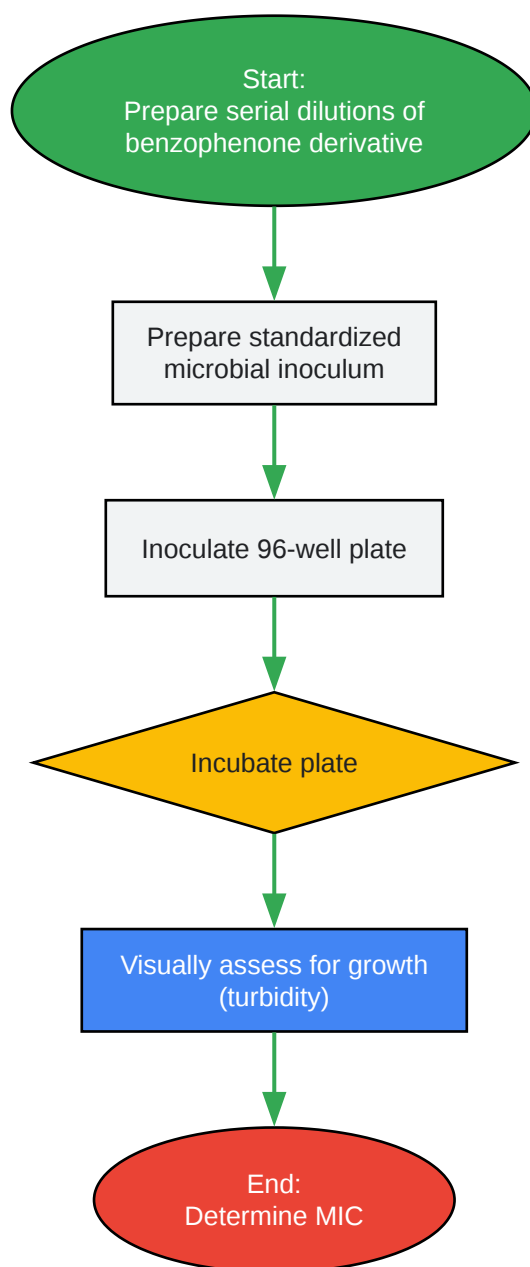 Start:
Prepare serial dilutions of
benzophenone derivative
Prepare standardized
microbial inoculum
Inoculate 96-well plate
Incubate plate
Visually assess for growth
(turbidity)
End:
Determine MIC